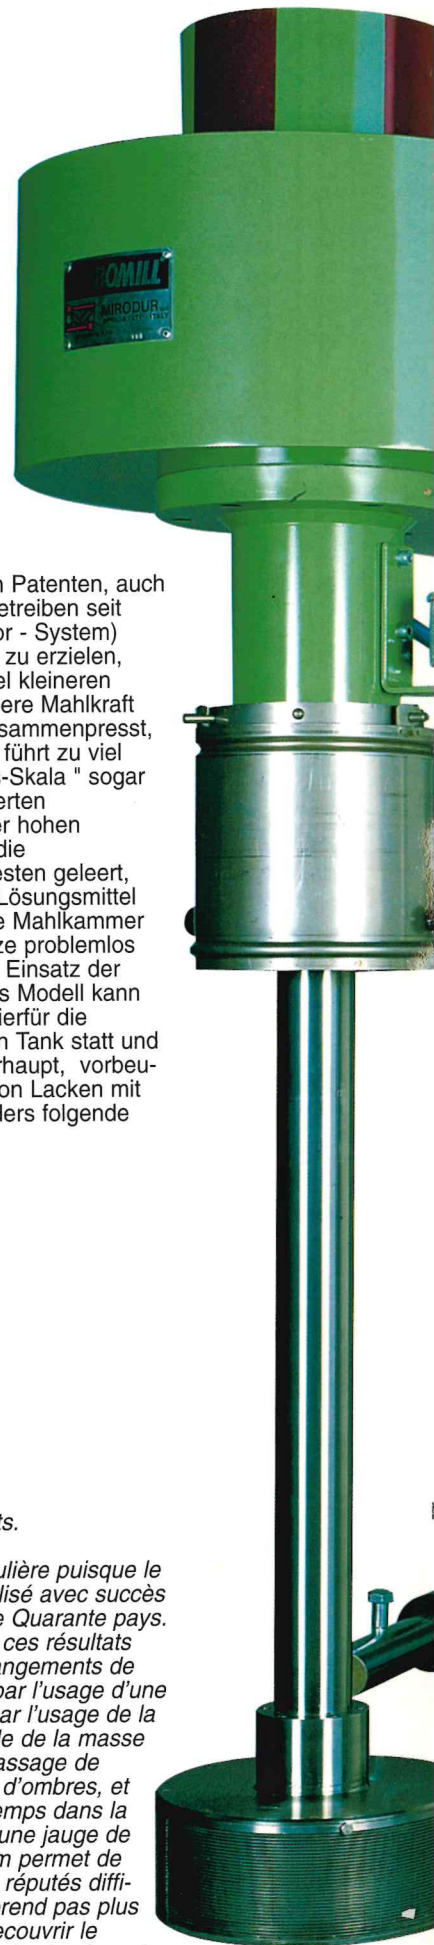 OMILL
MIRODUR
ITALY
n Patenten, auch
etreiben seit
or - System)
zu erzielen,
el kleineren
ere Mahlkraft
sammenpresst,
führt zu viel
s-Skala " sogar
erten
er hohen
die
esten geleert,
Lösungsmittel
e Mahlkammer
ze problemlos
Einsatz der
s Modell kann
ierfür die
n Tank statt und
rhaupt, vorbeu-
on Lacken mit
ders folgende
ts.
ulière puisque le
lisé avec succès
e Quarante pays.
ces résultats
angements de
par l'usage d'une
ar l'usage de la
le de la masse
assage de
d'ombres, et
emps dans la
une jauge de
m permet de
réputés diffi-
rend pas plus
ecouvrir le